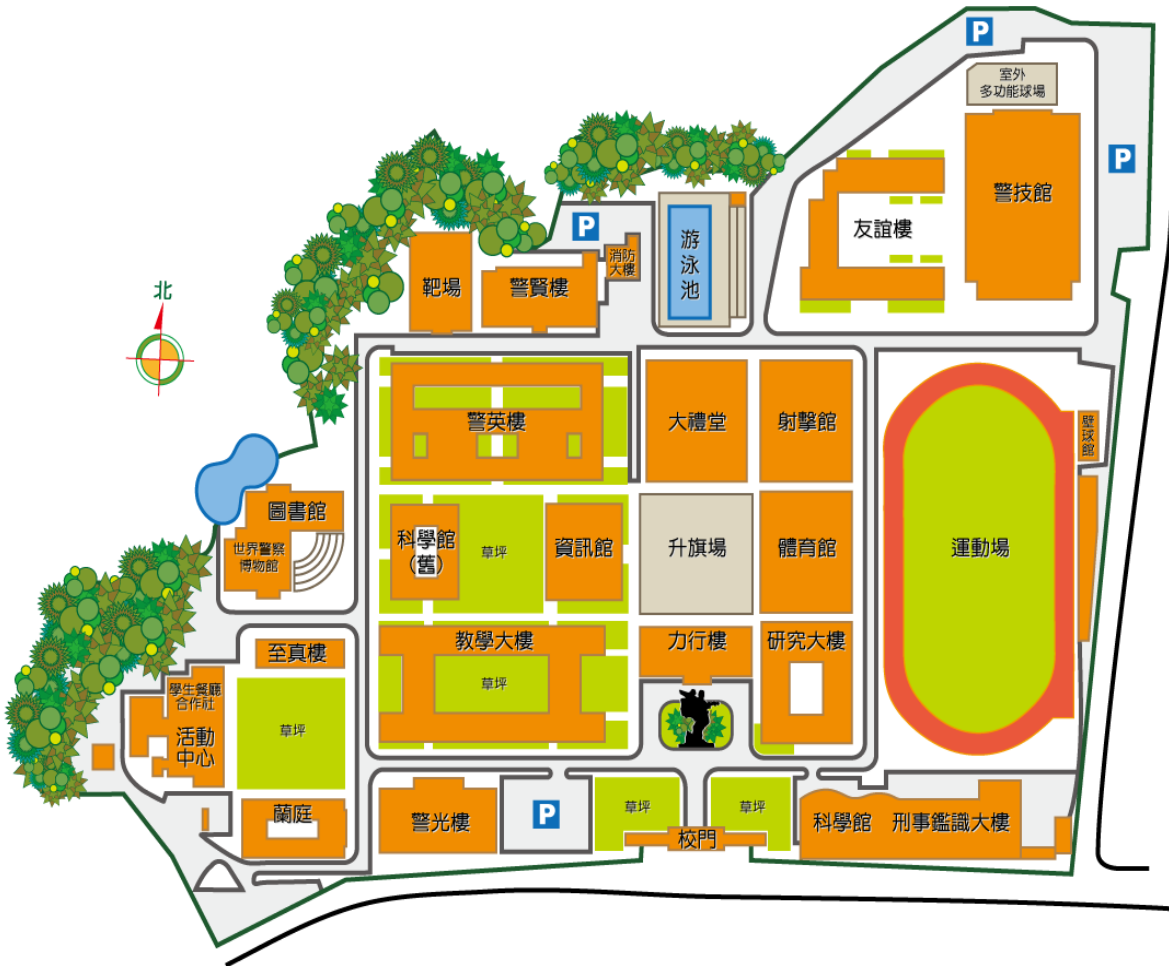 P
室外
多功能球場
P
警技館
友誼樓
P
消防
大樓
游
泳
池
靶場
警賢樓
北
警英樓
大禮堂
射擊館
壁
球
館
圖書館
世界警察
博物館
科學館
(舊)
草坪
資訊館
升旗場
體育館
運動場
至真樓
教學大樓
草坪
力行樓
研究大樓
學生餐廳
合作社
活動
中心
草坪
蘭庭
警光樓
P
草坪
校門
草坪
科學館
刑事鑑識大樓